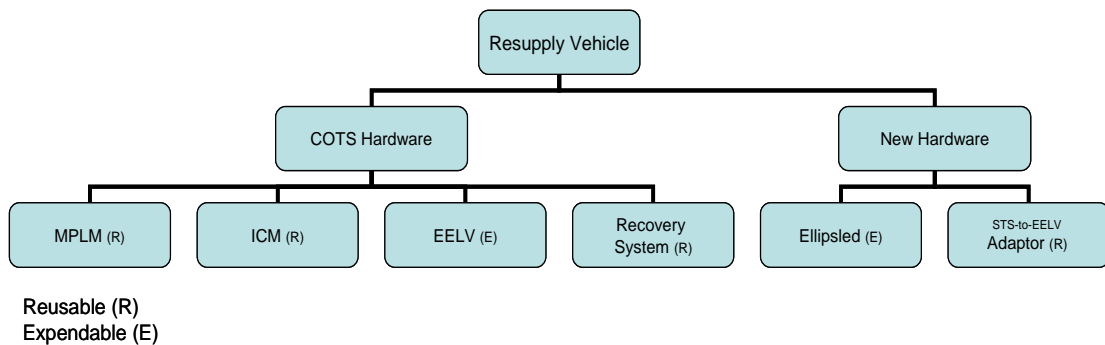 Resupply Vehicle
COTS Hardware
New Hardware
MPLM (R)
ICM (R)
EELV (E)
Recovery
System (R)
Ellipsled (E)
STS-to-EELV
Adaptor (R)
Reusable (R)
Expendable (E)